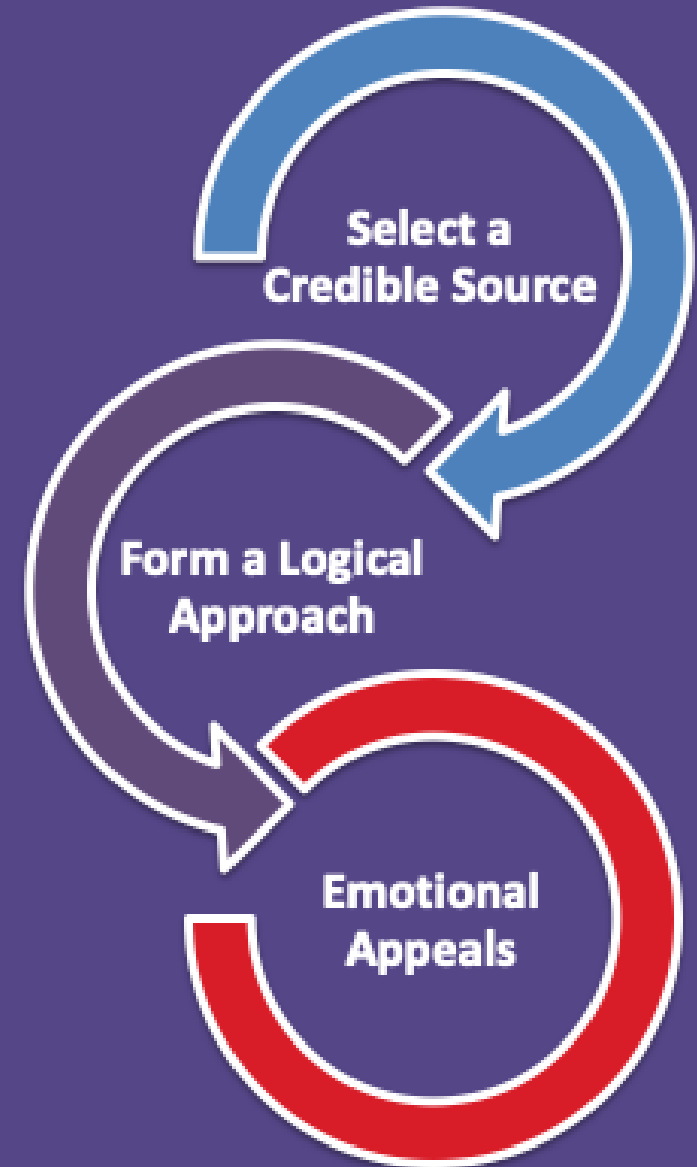 Select a
Credible Source
Form a Logical
Approach
Emotional
Appeals